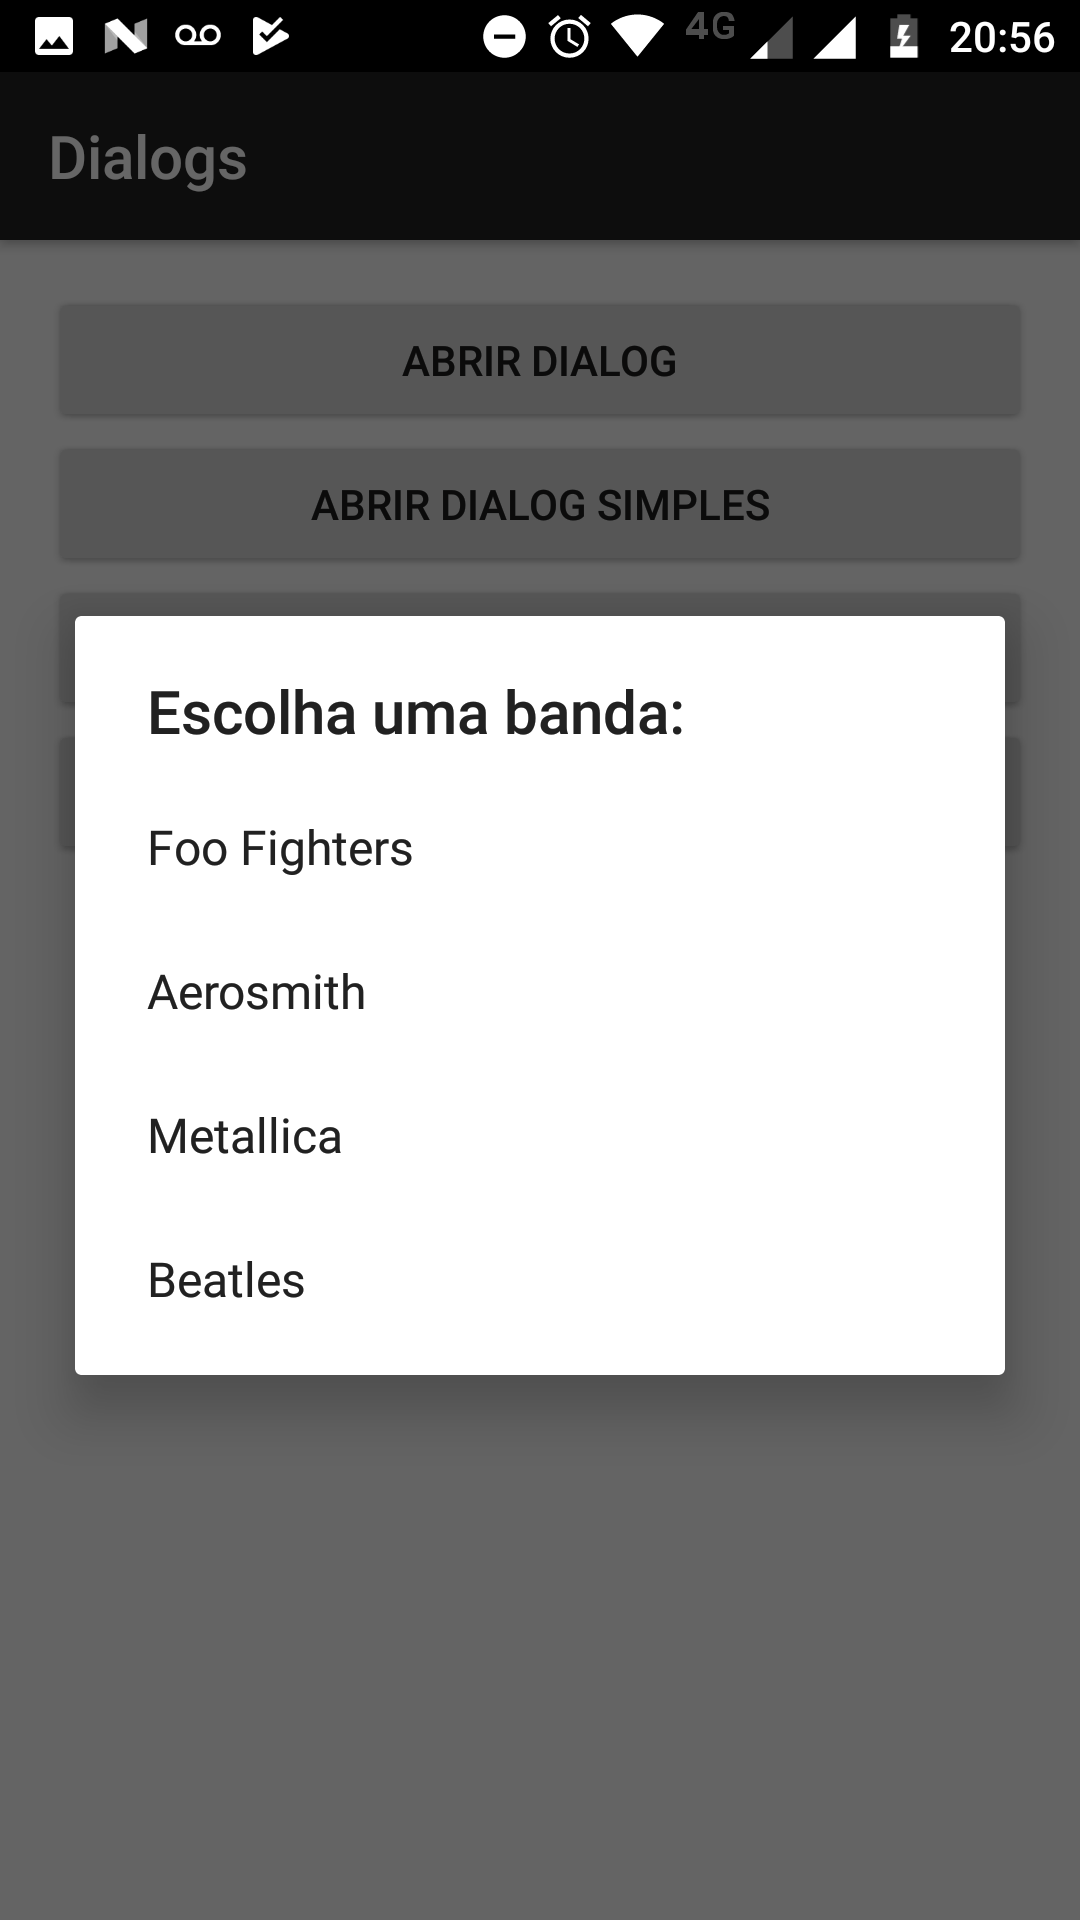 4G 20:56
Dialogs
ABRIR DIALOG
ABRIR DIALOG SIMPLES
Escolha uma banda:
Foo Fighters
Aerosmith
Metallica
Beatles